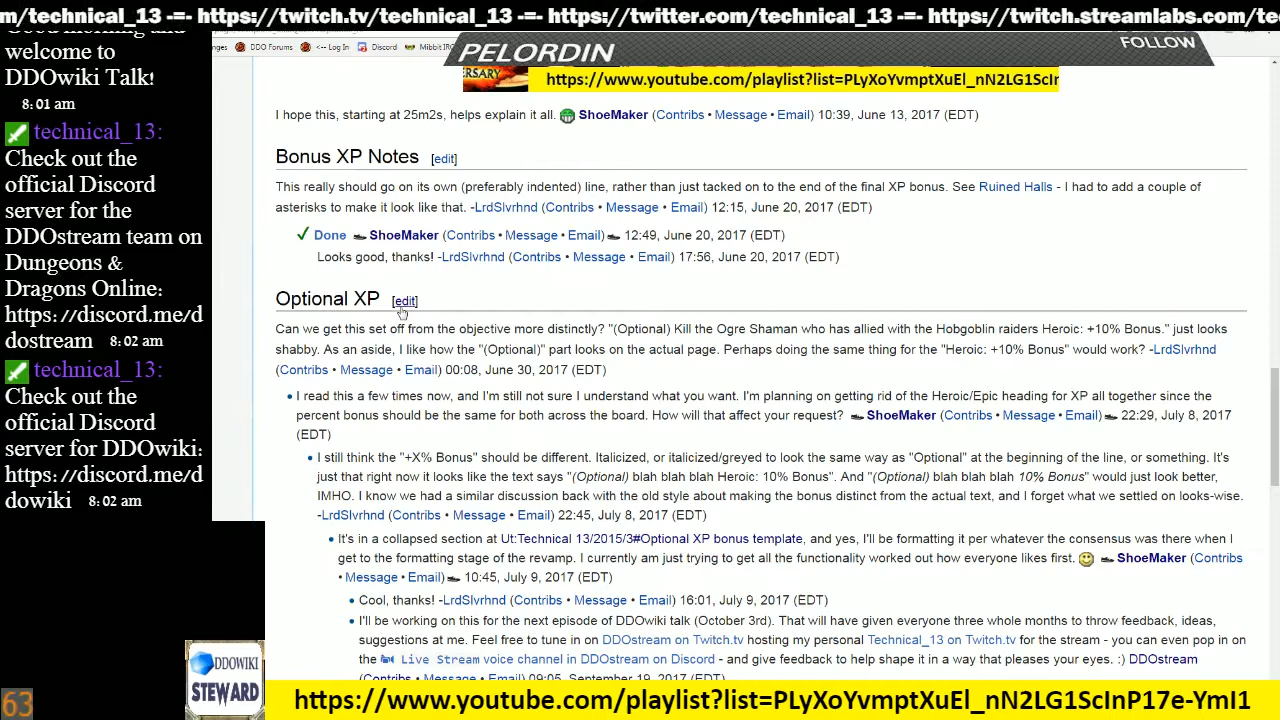 m/technical_13 -=- https://twitch.tv/technical_13 -=- https://twitter.com/technical_13 -=- https://twitch.streamlabs.com/te
Good morning and
welcome to
DDOwiki Talk!
8:01 am
technical_13:
Check out the
official Discord
server for the
DDOstream team on
Dungeons &
Dragons Online:
https://discord.me/d
dostream 8:02 am
technical_13:
Check out the
official Discord
server for DDOwiki:
https://discord.me/d
dowiki 8:02 am
63
DDOWIKI
STEWARD
nges DDO Forums <-- Log In Discord Mibbit IR
PELORDIN
FOLLOW
ERSARY
https://www.youtube.com/playlist?list=PLyXoYvmptXuEl_nN2LG1ScIn
I hope this, starting at 25m2s, helps explain it all. ShoeMaker (Contribs • Message • Email) 10:39, June 13, 2017 (EDT)
Bonus XP Notes [edit]
This really should go on its own (preferably indented) line, rather than just tacked on to the end of the final XP bonus. See Ruined Halls - I had to add a couple of
asterisks to make it look like that. -LrdSlvrhnd (Contribs • Message • Email) 12:15, June 20, 2017 (EDT)
✓ Done ShoeMaker (Contribs • Message • Email) 12:49, June 20, 2017 (EDT)
Looks good, thanks! -LrdSlvrhnd (Contribs • Message • Email) 17:56, June 20, 2017 (EDT)
Optional XP [edit]
Can we get this set off from the objective more distinctly? "(Optional) Kill the Ogre Shaman who has allied with the Hobgoblin raiders Heroic: +10% Bonus." just looks
shabby. As an aside, I like how the "(Optional)" part looks on the actual page. Perhaps doing the same thing for the "Heroic: +10% Bonus" would work? -LrdSlvrhnd
(Contribs • Message • Email) 00:08, June 30, 2017 (EDT)
• I read this a few times now, and I'm still not sure I understand what you want. I'm planning on getting rid of the Heroic/Epic heading for XP all together since the
percent bonus should be the same for both across the board. How will that affect your request? ShoeMaker (Contribs • Message • Email) 22:29, July 8, 2017
(EDT)
• I still think the "+X% Bonus" should be different. Italicized, or italicized/greyed to look the same way as "Optional" at the beginning of the line, or something. It's
just that right now it looks like the text says "(Optional) blah blah blah Heroic: 10% Bonus". And "(Optional) blah blah blah 10% Bonus" would just look better,
IMHO. I know we had a similar discussion back with the old style about making the bonus distinct from the actual text, and I forget what we settled on looks-wise.
-LrdSlvrhnd (Contribs • Message • Email) 22:45, July 8, 2017 (EDT)
• It's in a collapsed section at Ut:Technical 13/2015/3#Optional XP bonus template, and yes, I'll be formatting it per whatever the consensus was there when I
get to the formatting stage of the revamp. I currently am just trying to get all the functionality worked out how everyone likes first. ShoeMaker (Contribs
• Message • Email) 10:45, July 9, 2017 (EDT)
• Cool, thanks! -LrdSlvrhnd (Contribs • Message • Email) 16:01, July 9, 2017 (EDT)
• I'll be working on this for the next episode of DDOwiki talk (October 3rd). That will have given everyone three whole months to throw feedback, ideas,
suggestions at me. Feel free to tune in on DDOstream on Twitch.tv hosting my personal Technical_13 on Twitch.tv for the stream - you can even pop in on
the Live Stream voice channel in DDOstream on Discord - and give feedback to help shape it in a way that pleases your eyes. :) DDOstream
(Contribs • Message • Email) 09:05, September 19, 2017 (EDT)
https://www.youtube.com/playlist?list=PLyXoYvmptXuEl_nN2LG1ScInP17e-YmI1